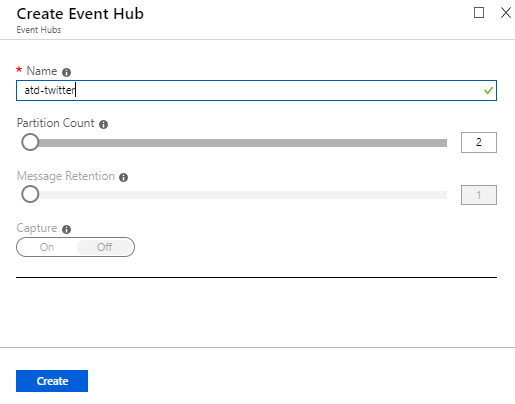 Create Event Hub
Event Hubs
* Name
atd-twitter
Partition Count
2
Message Retention
1
Capture
On Off
Create